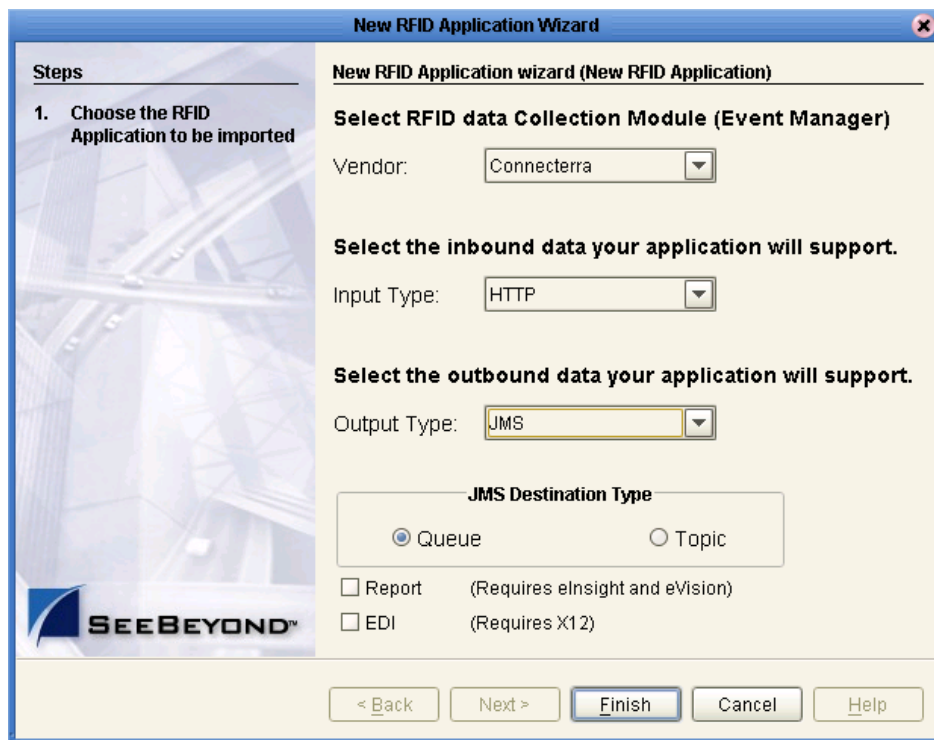 New RFID Application Wizard
Steps
1. Choose the RFID
Application to be imported
New RFID Application wizard (New RFID Application)
Select RFID data Collection Module (Event Manager)
Vendor: Connecterra
Select the inbound data your application will support.
Input Type: HTTP
Select the outbound data your application will support.
Output Type: JMS
JMS Destination Type
Queue Topic
Report (Requires eInsight and eVision)
EDI (Requires X12)
SEEBEYOND™
< Back Next > Finish Cancel Help